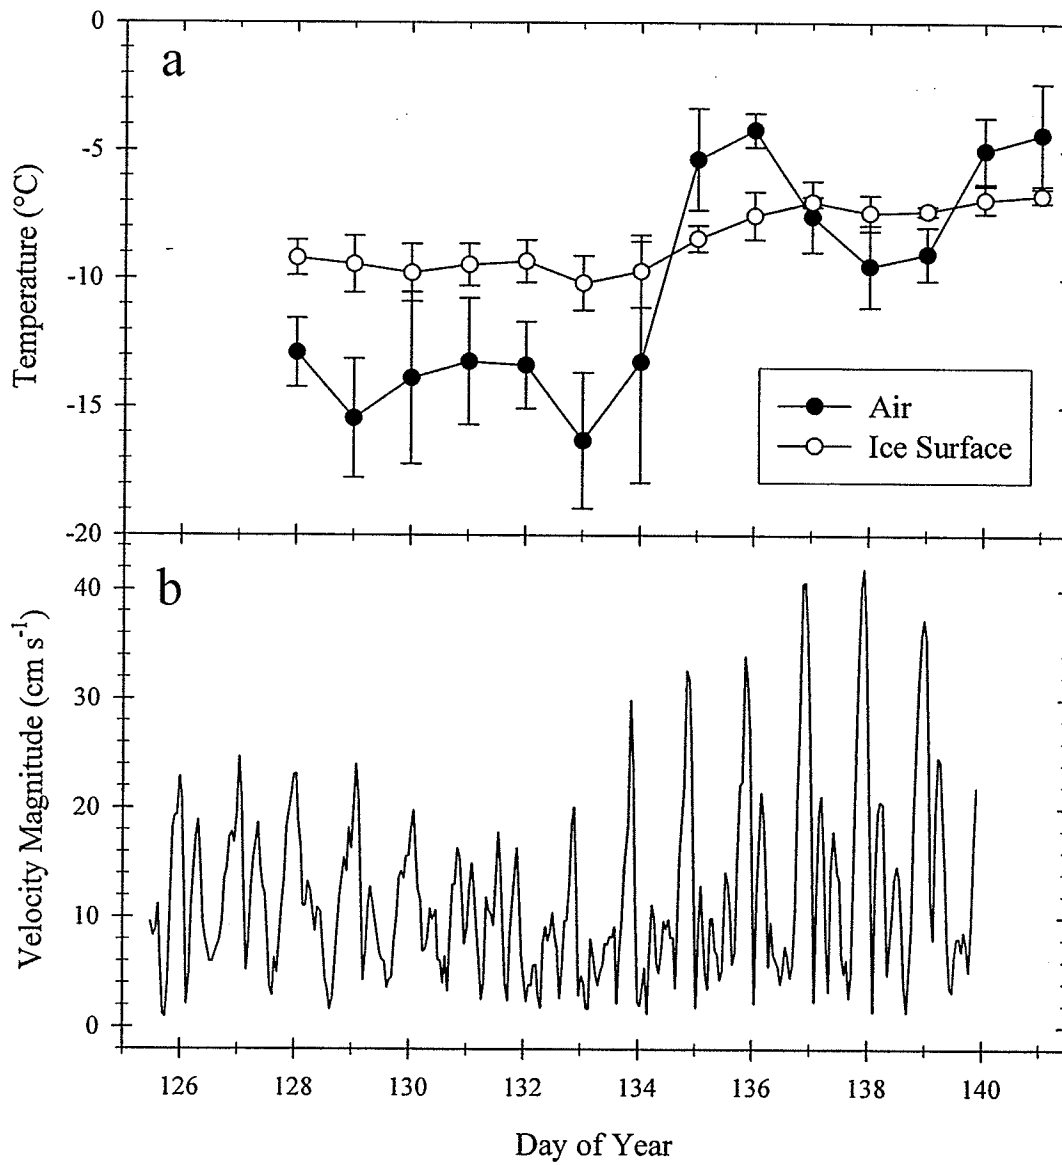 a
0
-5
-10
-15
-20
Temperature (°C)
Air
Ice Surface
b
40
30
20
10
0
Velocity Magnitude (cm s⁻¹)
126 128 130 132 134 136 138 140
Day of Year